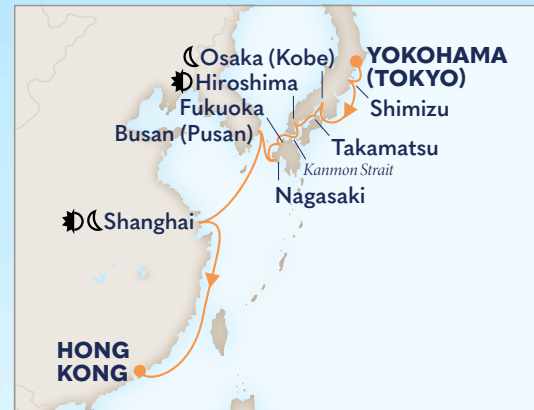 Osaka (Kobe)
YOKOHAMA
(TOKYO)
Hiroshima
Fukuoka
Shimizu
Busan (Pusan)
Takamatsu
Kanmon Strait
Nagasaki
Shanghai
HONG
KONG